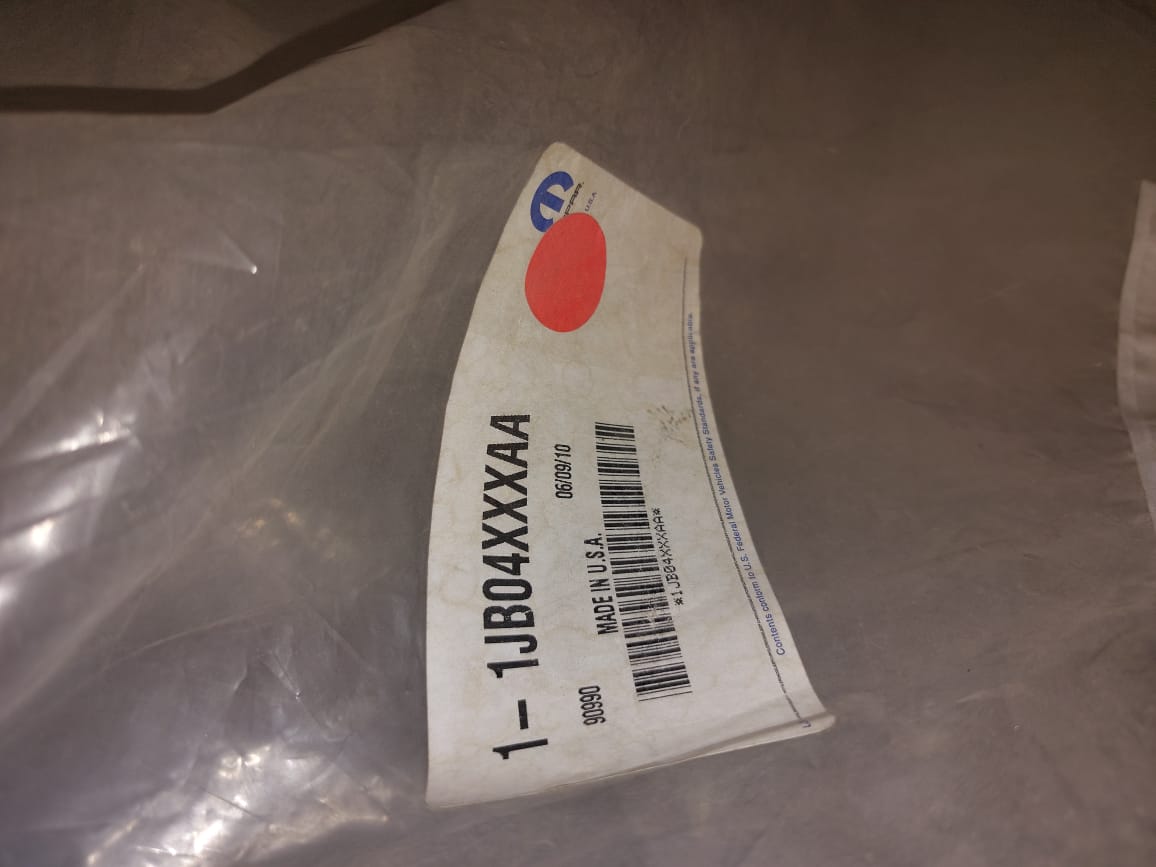 PAR.
U.S.A.
1- 1JB04XXXAA
06/09/10
90990
MADE IN U.S.A.
*1JB04XXXAA*
Contents conform to U.S. Federal Motor Vehicles Safety Standards, if any are applicable.